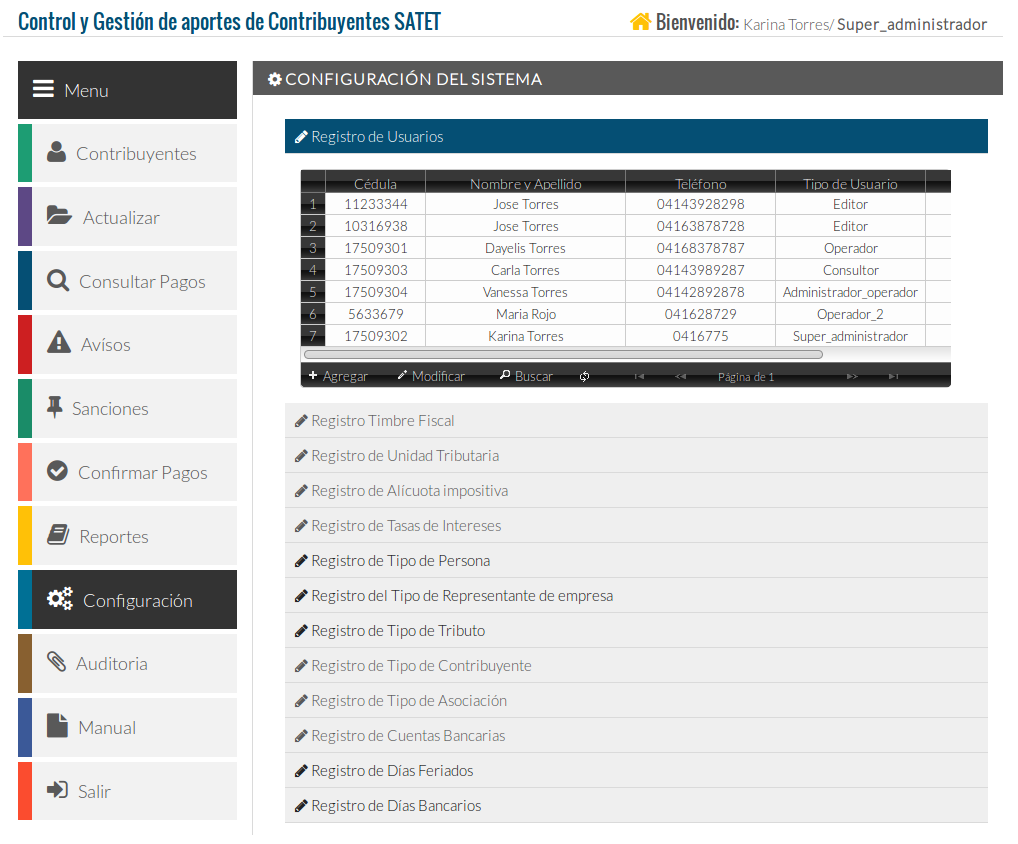 Control y Gestión de aportes de Contribuyentes SATET
Bienvenido: Karina Torres/ Super_administrador
Menu
Contribuyentes
Actualizar
Consultar Pagos
Avísos
Sanciones
Confirmar Pagos
Reportes
Configuración
Auditoria
Manual
Salir
CONFIGURACIÓN DEL SISTEMA
Registro de Usuarios
Cédula Nombre y Apellido Teléfono Tipo de Usuario
1 11233344 Jose Torres 04143928298 Editor
2 10316938 Jose Torres 04163878728 Editor
3 17509301 Dayelis Torres 04168378787 Operador
4 17509303 Carla Torres 04143989287 Consultor
5 17509304 Vanessa Torres 04142892878 Administrador_operador
6 5633679 Maria Rojo 041628729 Operador_2
7 17509302 Karina Torres 0416775 Super_administrador
Agregar Modificar Buscar Página de 1
Registro Timbre Fiscal
Registro de Unidad Tributaria
Registro de Alícuota impositiva
Registro de Tasas de Intereses
Registro de Tipo de Persona
Registro del Tipo de Representante de empresa
Registro de Tipo de Tributo
Registro de Tipo de Contribuyente
Registro de Tipo de Asociación
Registro de Cuentas Bancarias
Registro de Días Feriados
Registro de Días Bancarios